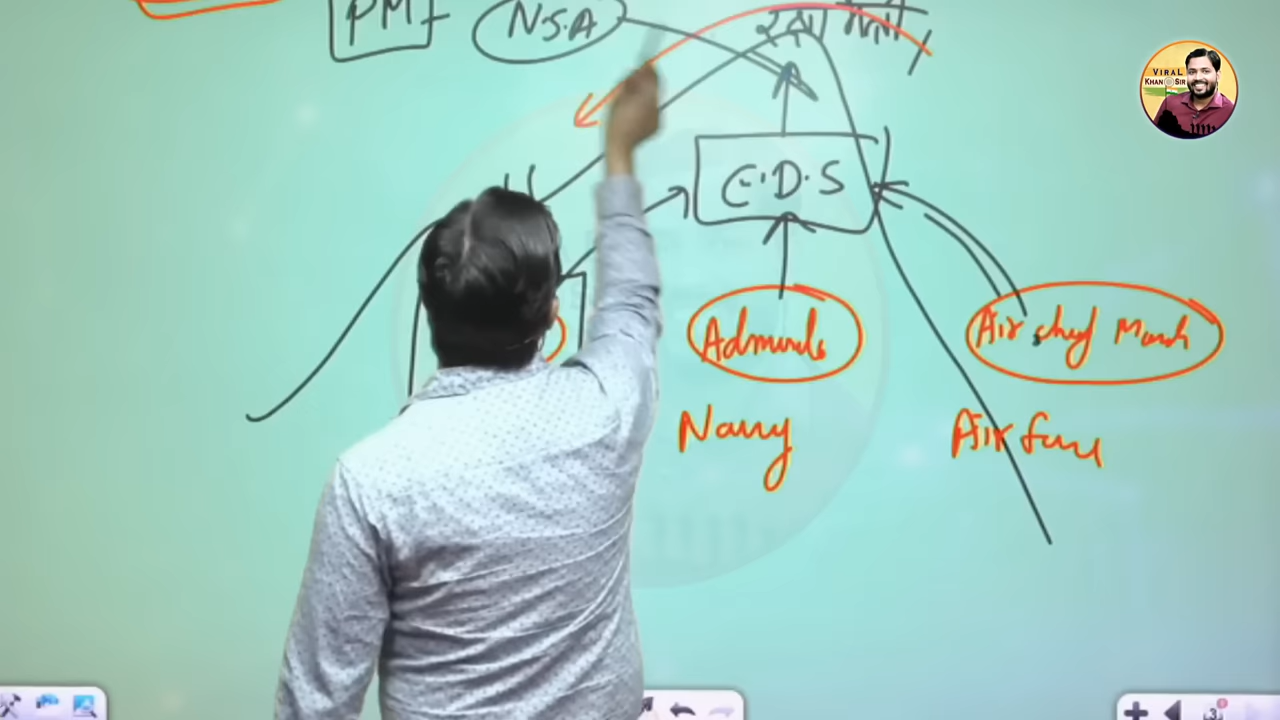 PM
N.S.A
रक्षा मंत्री
VIRAL
KHAN SIR
C.D.S
Admirals
Air chief Marsh
Navy
Air force